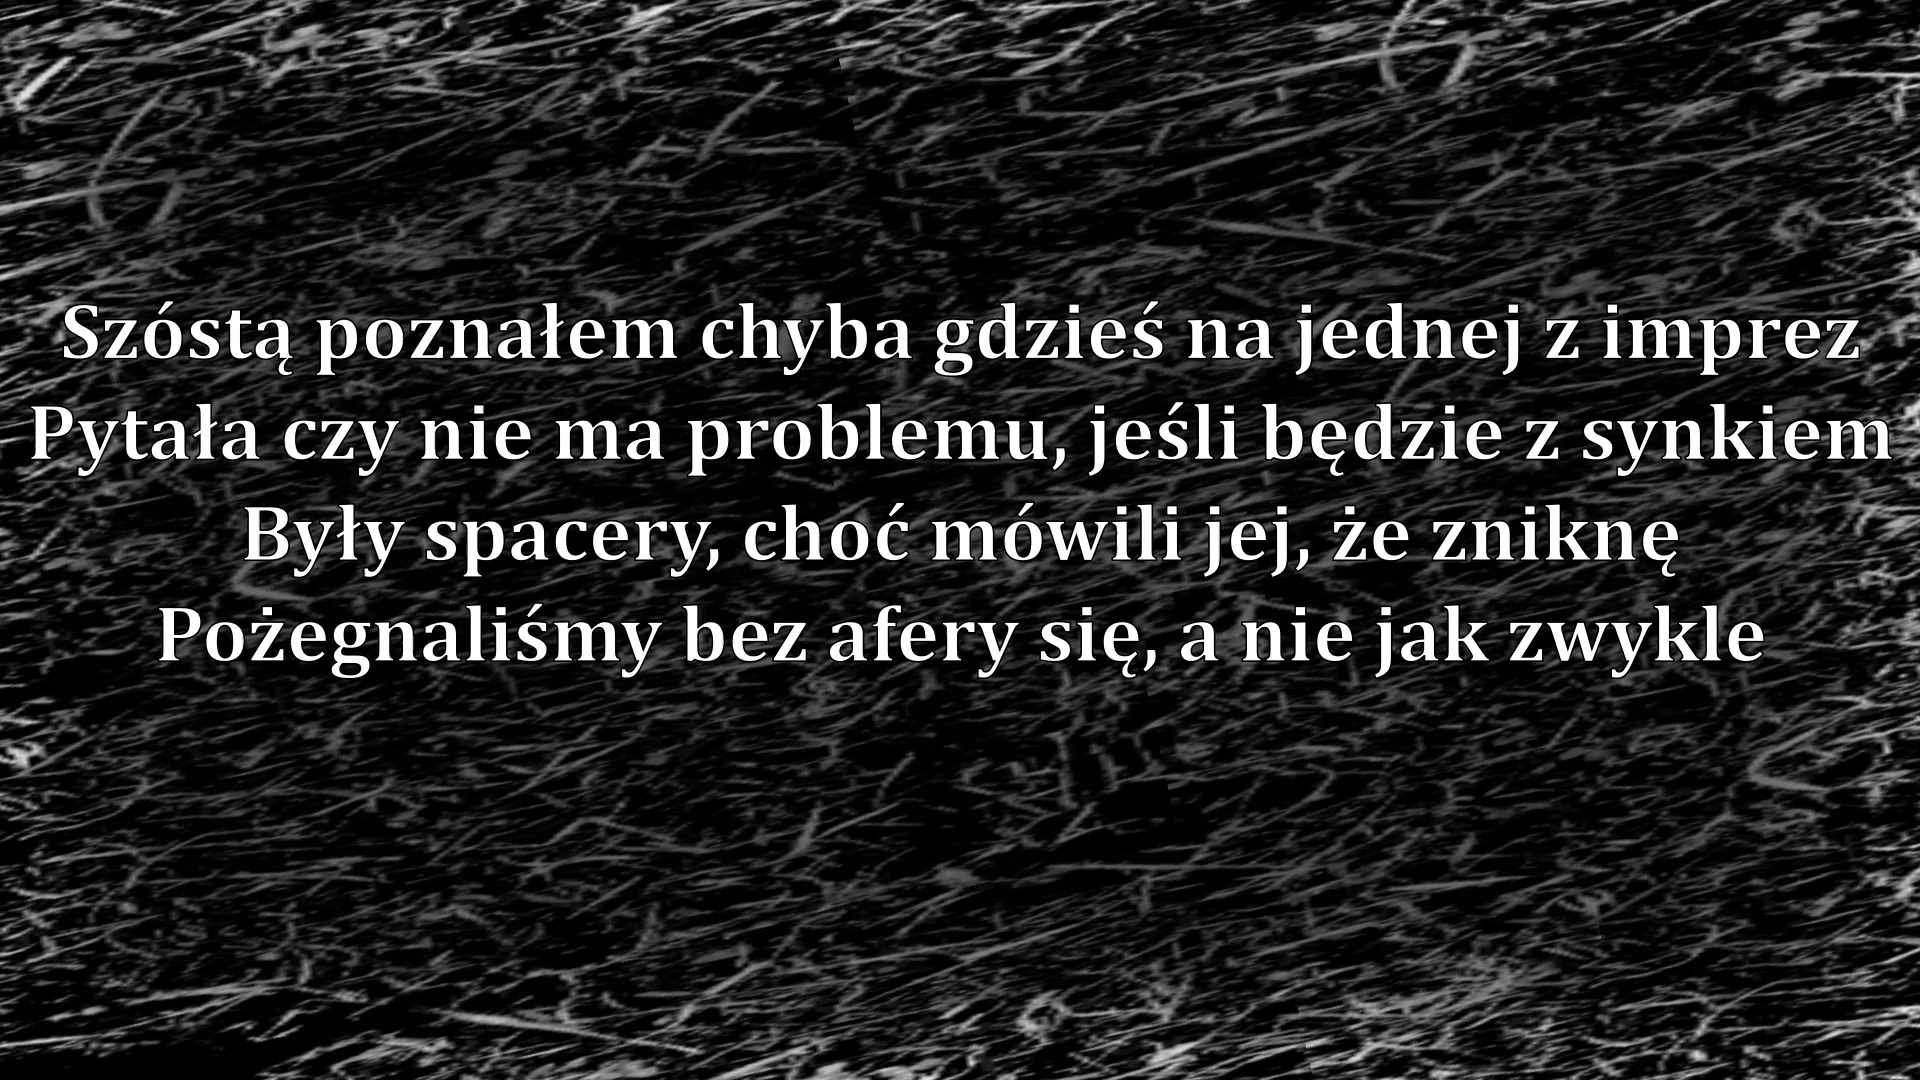 Szóstą poznałem chyba gdzieś na jednej z imprez
Pytała czy nie ma problemu, jeśli będzie z synkiem
Były spacery, choć mówili jej, że zniknę
Pożegnaliśmy bez afery się, a nie jak zwykle